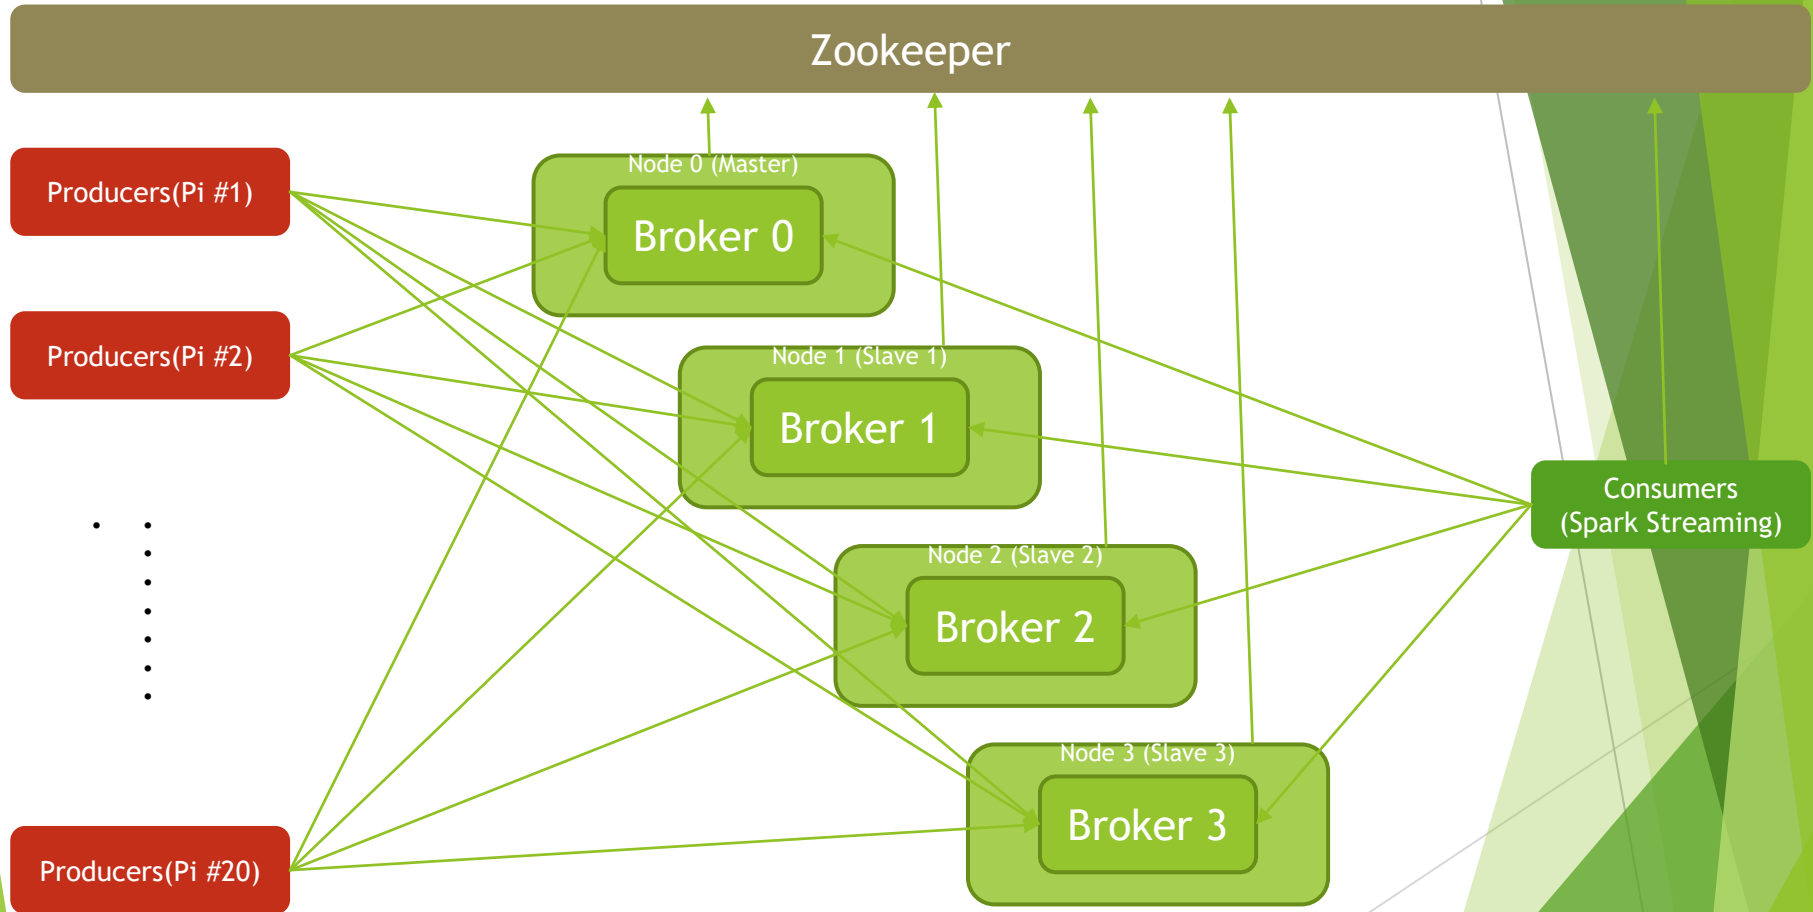 Zookeeper
Producers(Pi #1)
Node 0 (Master)
Broker 0
Producers(Pi #2)
Node 1 (Slave 1)
Broker 1
Consumers
(Spark Streaming)
Node 2 (Slave 2)
Broker 2
Node 3 (Slave 3)
Broker 3
Producers(Pi #20)